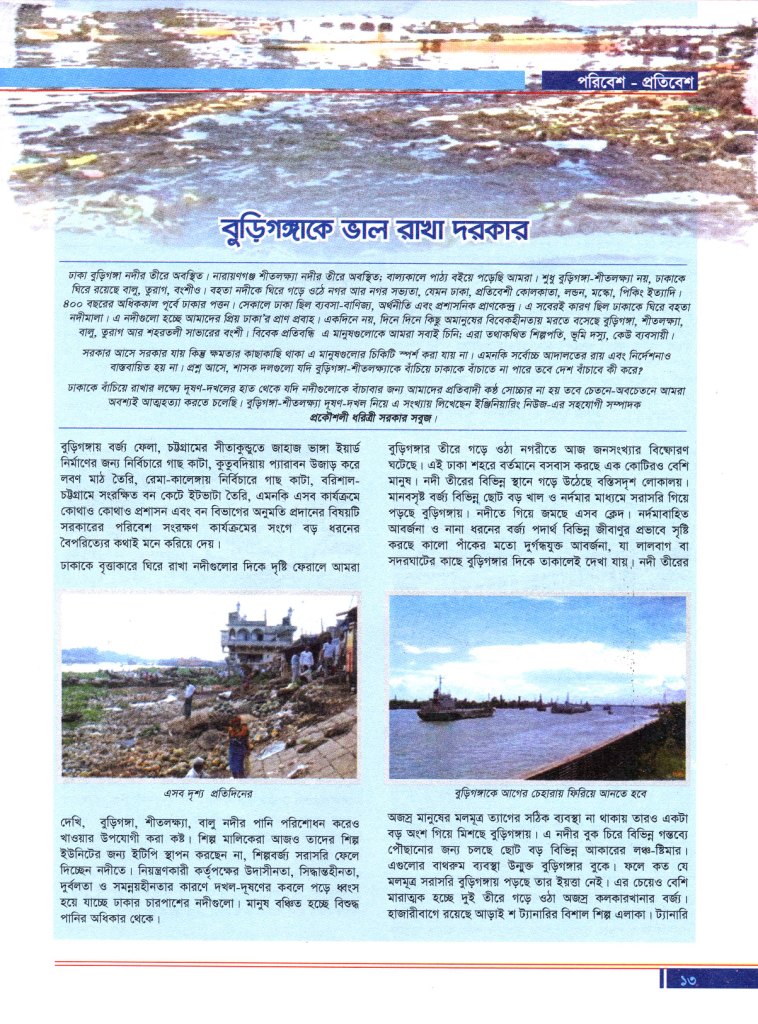 পরিবেশ - প্রতিবেশ
বুড়িগঙ্গাকে ভাল রাখা দরকার
ঢাকা বুড়িগঙ্গা নদীর তীরে অবস্থিত। নারায়ণগঞ্জ শীতলক্ষ্যা নদীর তীরে অবস্থিত; বাল্যকালে পাঠ্য বইয়ে পড়েছি আমরা। শুধু বুড়িগঙ্গা-শীতলক্ষ্যা নয়, ঢাকাকে
ঘিরে রয়েছে বালু, তুরাগ, বংশীও। বহতা নদীকে ঘিরে গড়ে ওঠে নগর আর নগর সভ্যতা, যেমন ঢাকা, প্রতিবেশী কোলকাতা, লন্ডন, মস্কো, পিকিং ইত্যাদি।
৪০০ বছরের অধিককাল পূর্বে ঢাকার পত্তন। সেকালে ঢাকা ছিল ব্যবসা-বাণিজ্য, অর্থনীতি এবং প্রশাসনিক প্রাণকেন্দ্র। এ সবেরই কারণ ছিল ঢাকাকে ঘিরে বহতা
নদীমালা। এ নদীগুলো হচ্ছে আমাদের প্রিয় ঢাকা'র প্রাণ প্রবাহ। একদিনে নয়, দিনে দিনে কিছু অমানুষের বিবেকহীনতায় মরতে বসেছে বুড়িগঙ্গা, শীতলক্ষ্যা,
বালু, তুরাগ আর শহরতলী সাভারের বংশী। বিবেক প্রতিবন্ধি এ মানুষগুলোকে আমরা সবাই চিনি; এরা তথাকথিত শিল্পপতি, ভূমি দস্যু, কেউ ব্যবসায়ী।
সরকার আসে সরকার যায় কিন্তু ক্ষমতার কাছাকাছি থাকা এ মানুষগুলোর চিকিটি স্পর্শ করা যায় না। এমনকি সর্বোচ্চ আদালতের রায় এবং নির্দেশনাও
বাস্তবায়িত হয় না। প্রশ্ন আসে, শাসক দলগুলো যদি বুড়িগঙ্গা-শীতলক্ষ্যাকে বাঁচিয়ে ঢাকাকে বাঁচাতে না পারে তবে দেশ বাঁচাবে কী করে?
ঢাকাকে বাঁচিয়ে রাখার লক্ষ্যে দূষণ-দখলের হাত থেকে যদি নদীগুলোকে বাঁচাবার জন্য আমাদের প্রতিবাদী কণ্ঠ সোচ্চার না হয় তবে চেতনে-অবচেতনে আমরা
অবশ্যই আত্মহত্যা করতে চলেছি। বুড়িগঙ্গা-শীতলক্ষ্যা দূষণ-দখল নিয়ে এ সংখ্যায় লিখেছেন ইঞ্জিনিয়ারিং নিউজ-এর সহযোগী সম্পাদক
প্রকৌশলী ধরিত্রী সরকার সবুজ।
বুড়িগঙ্গায় বর্জ্য ফেলা, চট্টগ্রামের সীতাকুন্ডুতে জাহাজ ভাঙ্গা ইয়ার্ড
নির্মাণের জন্য নির্বিচারে গাছ কাটা, কুতুবদিয়ায় প্যারাবন উজাড় করে
লবণ মাঠ তৈরি, রেমা-কালেঙ্গায় নির্বিচারে গাছ কাটা, বরিশাল-
চট্টগ্রামে সংরক্ষিত বন কেটে ইটভাটা তৈরি, এমনকি এসব কার্যক্রমে
কোথাও কোথাও প্রশাসন এবং বন বিভাগের অনুমতি প্রদানের বিষয়টি
সরকারের পরিবেশ সংরক্ষণ কার্যক্রমের সংগে বড় ধরনের
বৈপরিত্যের কথাই মনে করিয়ে দেয়।
ঢাকাকে বৃত্তাকারে ঘিরে রাখা নদীগুলোর দিকে দৃষ্টি ফেরালে আমরা
এসব দৃশ্য প্রতিদিনের
দেখি, বুড়িগঙ্গা, শীতলক্ষ্যা, বালু নদীর পানি পরিশোধন করেও
খাওয়ার উপযোগী করা কষ্ট। শিল্প মালিকেরা আজও তাদের শিল্প
ইউনিটের জন্য ইটিপি স্থাপন করছেন না, শিল্পবর্জ্য সরাসরি ফেলে
দিচ্ছেন নদীতে। নিয়ন্ত্রণকারী কর্তৃপক্ষের উদাসীনতা, সিদ্ধান্তহীনতা,
দুর্বলতা ও সমন্নয়হীনতার কারণে দখল-দূষণের কবলে পড়ে ধ্বংস
হয়ে যাচ্ছে ঢাকার চারপাশের নদীগুলো। মানুষ বঞ্চিত হচ্ছে বিশুদ্ধ
পানির অধিকার থেকে।
বুড়িগঙ্গার তীরে গড়ে ওঠা নগরীতে আজ জনসংখ্যার বিষ্ফোরণ
ঘটেছে। এই ঢাকা শহরে বর্তমানে বসবাস করছে এক কোটিরও বেশি
মানুষ। নদী তীরের বিভিন্ন স্থানে গড়ে উঠেছে বস্তিসদৃশ লোকালয়।
মানবসৃষ্ট বর্জ্য বিভিন্ন ছোট বড় খাল ও নর্দমার মাধ্যমে সরাসরি গিয়ে
পড়ছে বুড়িগঙ্গায়। নদীতে গিয়ে জমছে এসব ক্লেদ। নর্দমাবাহিত
আবর্জনা ও নানা ধরনের বর্জ্য পদার্থ বিভিন্ন জীবাণুর প্রভাবে সৃষ্টি
করছে কালো পাঁকের মতো দুর্গন্ধযুক্ত আবর্জনা, যা লালবাগ বা
সদরঘাটের কাছে বুড়িগঙ্গার দিকে তাকালেই দেখা যায়। নদী তীরের
বুড়িগঙ্গাকে আগের চেহারায় ফিরিয়ে আনতে হবে
অজস্র মানুষের মলমূত্র ত্যাগের সঠিক ব্যবস্থা না থাকায় তারও একটা
বড় অংশ গিয়ে মিশছে বুড়িগঙ্গায়। এ নদীর বুক চিরে বিভিন্ন গন্তব্যে
পৌছানোর জন্য চলছে ছোট বড় বিভিন্ন আকারের লঞ্চ-ষ্টিমার।
এগুলোর বাথরুম ব্যবস্থা উন্মুক্ত বুড়িগঙ্গার বুকে। ফলে কত যে
মলমূত্র সরাসরি বুড়িগঙ্গায় পড়ছে তার ইয়ত্তা নেই। এর চেয়েও বেশি
মারাত্মক হচ্ছে দুই তীরে গড়ে ওঠা অজস্র কলকারখানার বর্জ্য।
হাজারীবাগে রয়েছে আড়াই শ ট্যানারির বিশাল শিল্প এলাকা। ট্যানারি
১৩